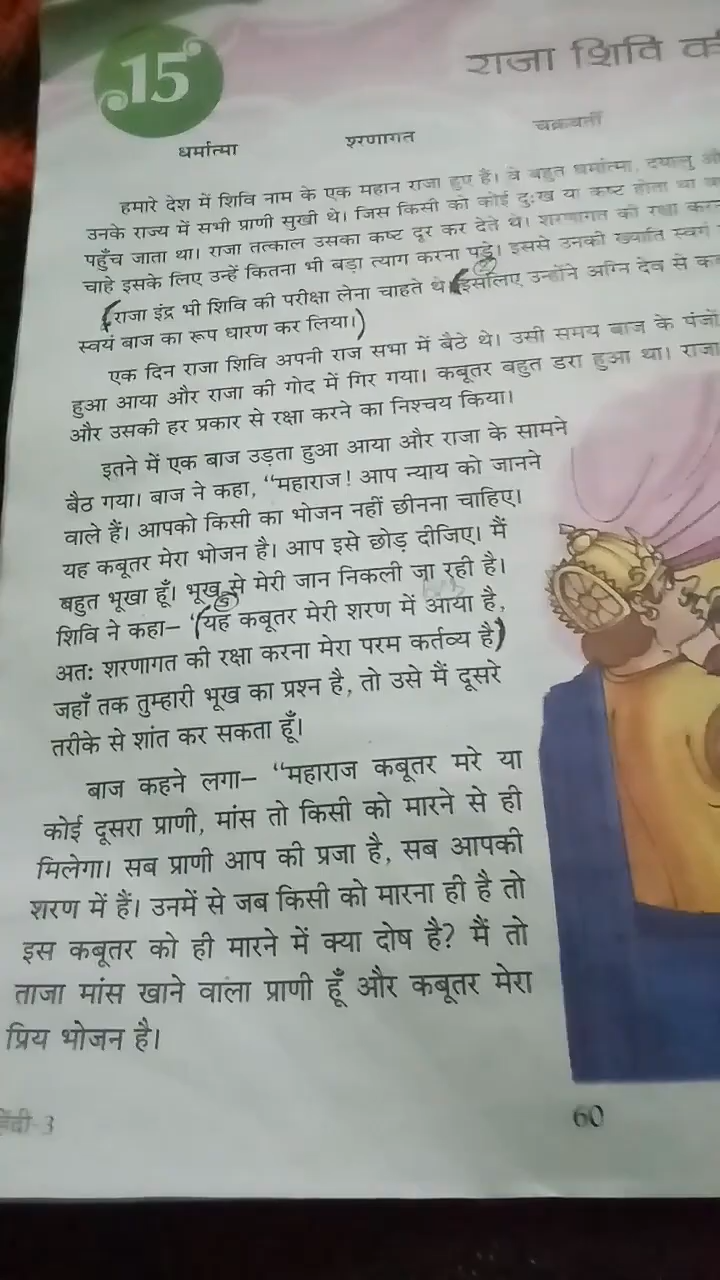 15
राजा शिवि
धर्मात्मा शरणागत चक्रवर्ती
हमारे देश में शिवि नाम के एक महान राजा हुए हैं। वे बहुत धर्मात्मा, दयालु
उनके राज्य में सभी प्राणी सुखी थे। जिस किसी को कोई दुःख या कष्ट होता था
पहुँच जाता था। राजा तत्काल उसका कष्ट दूर कर देते थे। शरणागत की रक्षा
चाहे इसके लिए उन्हें कितना भी बड़ा त्याग करना पड़े। इससे उनकी ख्याति स्वर्ग
राजा इंद्र भी शिवि की परीक्षा लेना चाहते थे। इसलिए उन्होंने अग्नि देव से
स्वयं बाज का रूप धारण कर लिया।
एक दिन राजा शिवि अपनी राज सभा में बैठे थे। उसी समय बाज के पंजों
हुआ आया और राजा की गोद में गिर गया। कबूतर बहुत डरा हुआ था। राजा
और उसकी हर प्रकार से रक्षा करने का निश्चय किया।
इतने में एक बाज उड़ता हुआ आया और राजा के सामने
बैठ गया। बाज ने कहा, “महाराज! आप न्याय को जानने
वाले हैं। आपको किसी का भोजन नहीं छीनना चाहिए।
यह कबूतर मेरा भोजन है। आप इसे छोड़ दीजिए। मैं
बहुत भूखा हूँ। भूख से मेरी जान निकली जा रही है।
शिवि ने कहा– “यह कबूतर मेरी शरण में आया है,
अतः शरणागत की रक्षा करना मेरा परम कर्तव्य है
जहाँ तक तुम्हारी भूख का प्रश्न है, तो उसे मैं दूसरे
तरीके से शांत कर सकता हूँ।
बाज कहने लगा– “महाराज कबूतर मरे या
कोई दूसरा प्राणी, मांस तो किसी को मारने से ही
मिलेगा। सब प्राणी आप की प्रजा है, सब आपकी
शरण में हैं। उनमें से जब किसी को मारना ही है तो
इस कबूतर को ही मारने में क्या दोष है? मैं तो
ताजा मांस खाने वाला प्राणी हूँ और कबूतर मेरा
प्रिय भोजन है।
हिंदी-3 60